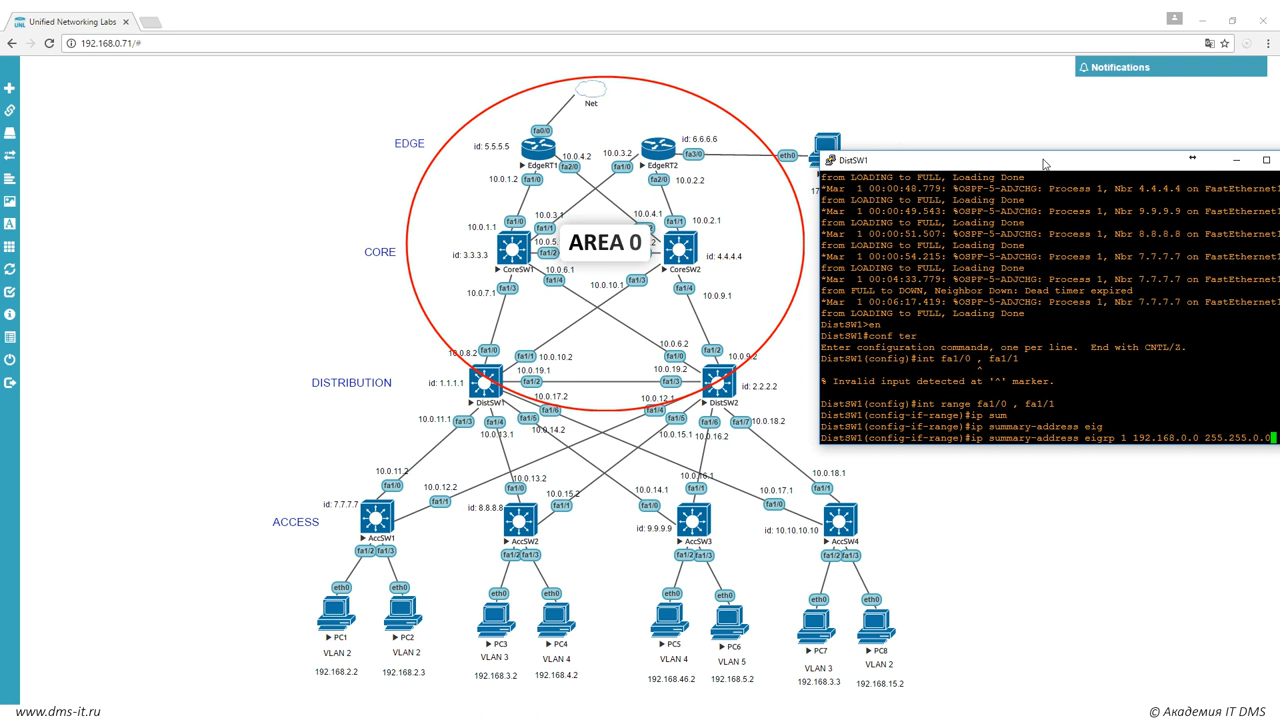 Unified Networking Labs
192.168.0.71/#
Notifications
Net
EDGE
id: 5.5.5.5
fa0/0
EdgeRT1
10.0.4.2
fa2/0
10.0.3.2
id: 6.6.6.6
EdgeRT2
fa3/0
eth0
fa1/0
10.0.1.2
fa1/0
fa2/0
10.0.2.2
CORE
10.0.1.1
fa1/0
10.0.3.1
fa1/1
10.0.4.1
fa1/1
10.0.2.1
AREA 0
id: 3.3.3.3
10.0.5.
fa1/2
CoreSW1
CoreSW2
id: 4.4.4.4
10.0.6.1
fa1/4
10.0.10.1
fa1/3
10.0.7.1
fa1/3
fa1/4
10.0.9.1
DISTRIBUTION
10.0.8.2
fa1/0
fa1/1
10.0.10.2
10.0.6.2
fa1/0
fa1/2
10.0.9.2
10.0.19.1
fa1/2
10.0.19.2
fa1/3
id: 1.1.1.1
DistSW1
DistSW2
id: 2.2.2.2
10.0.17.2
10.0.12.1
fa1/6
fa1/4
10.0.11.1
fa1/3
fa1/4
10.0.13.1
fa1/5
10.0.14.2
fa1/5
10.0.15.1
fa1/6
10.0.16.2
fa1/7
10.0.18.2
ACCESS
10.0.11.2
fa1/0
10.0.12.2
fa1/1
10.0.13.2
fa1/0
10.0.15.2
fa1/1
10.0.14.1
fa1/0
10.0.16.1
fa1/1
10.0.17.1
fa1/0
10.0.18.1
fa1/1
id: 7.7.7.7
AccSW1
id: 8.8.8.8
AccSW2
id: 9.9.9.9
AccSW3
id: 10.10.10.10
AccSW4
fa1/2 fa1/3
fa1/2 fa1/3
fa1/2 fa1/3
fa1/2 fa1/3
eth0 eth0 eth0 eth0 eth0 eth0 eth0 eth0
PC1
VLAN 2
192.168.2.2
PC2
VLAN 2
192.168.2.3
PC3
VLAN 3
192.168.3.2
PC4
VLAN 4
192.168.4.2
PC5
VLAN 4
192.168.46.2
PC6
VLAN 5
192.168.5.2
PC7
VLAN 3
192.168.3.3
PC8
VLAN 2
192.168.15.2
DistSW1
from LOADING to FULL, Loading Done
*Mar 1 00:00:48.779: %OSPF-5-ADJCHG: Process 1, Nbr 4.4.4.4 on FastEthernet1
from LOADING to FULL, Loading Done
*Mar 1 00:00:49.543: %OSPF-5-ADJCHG: Process 1, Nbr 9.9.9.9 on FastEthernet1
from LOADING to FULL, Loading Done
*Mar 1 00:00:51.507: %OSPF-5-ADJCHG: Process 1, Nbr 8.8.8.8 on FastEthernet1
from LOADING to FULL, Loading Done
*Mar 1 00:00:54.215: %OSPF-5-ADJCHG: Process 1, Nbr 7.7.7.7 on FastEthernet1
from LOADING to FULL, Loading Done
*Mar 1 00:04:33.779: %OSPF-5-ADJCHG: Process 1, Nbr 7.7.7.7 on FastEthernet1
from FULL to DOWN, Neighbor Down: Dead timer expired
*Mar 1 00:06:17.419: %OSPF-5-ADJCHG: Process 1, Nbr 7.7.7.7 on FastEthernet1
from LOADING to FULL, Loading Done
DistSW1>en
DistSW1#conf ter
Enter configuration commands, one per line. End with CNTL/Z.
DistSW1(config)#int fa1/0 , fa1/1
^
% Invalid input detected at '^' marker.
DistSW1(config)#int range fa1/0 , fa1/1
DistSW1(config-if-range)#ip sum
DistSW1(config-if-range)#ip summary-address eig
DistSW1(config-if-range)#ip summary-address eigrp 1 192.168.0.0 255.255.0.0
www.dms-it.ru
© Академия IT DMS